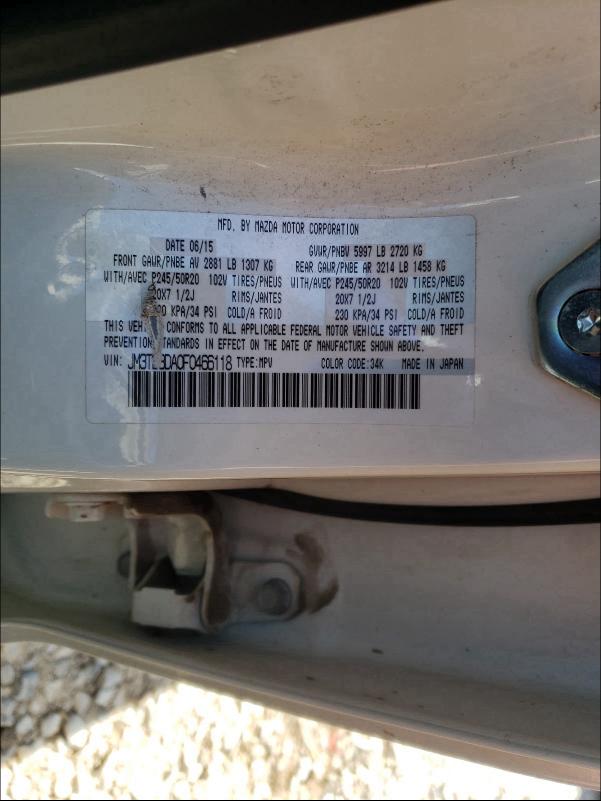 MFD. BY MAZDA MOTOR CORPORATION
DATE 06/15 GVWR/PNBV 5997 LB 2720 KG
FRONT GAWR/PNBE AV 2881 LB 1307 KG REAR GAWR/PNBE AR 3214 LB 1458 KG
WITH/AVEC P245/50R20 102V TIRES/PNEUS WITH/AVEC P245/50R20 102V TIRES/PNEUS
20X7 1/2J RIMS/JANTES 20X7 1/2J RIMS/JANTES
KPA/34 PSI COLD/A FROID 230 KPA/34 PSI COLD/A FROID
THIS VEHICLE CONFORMS TO ALL APPLICABLE FEDERAL MOTOR VEHICLE SAFETY AND THEFT
PREVENTION STANDARDS IN EFFECT ON THE DATE OF MANUFACTURE SHOWN ABOVE.
VIN: TYPE:MPV COLOR CODE:34K MADE IN JAPAN